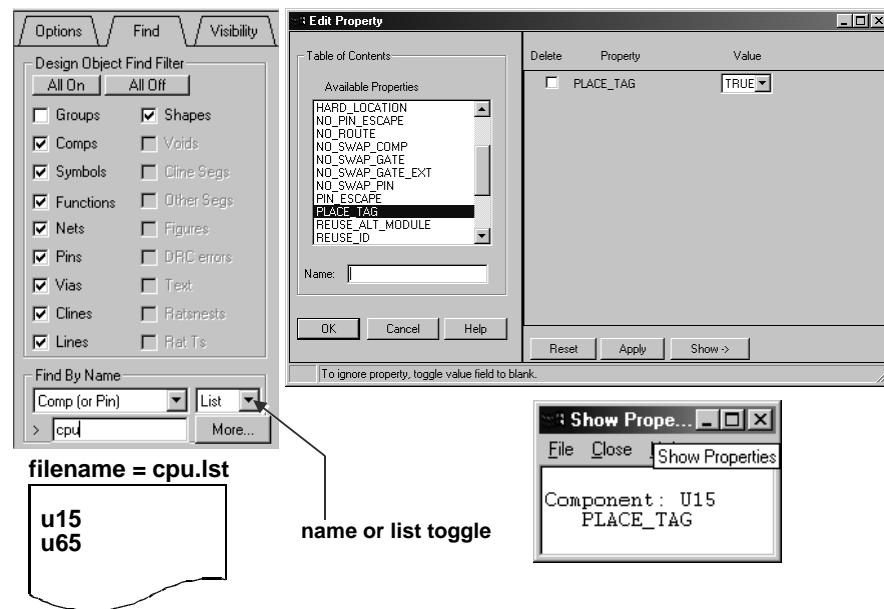 Options
Find
Visibility
Design Object Find Filter
All On
All Off
Groups
Shapes
Comps
Voids
Symbols
Cline Segs
Functions
Other Segs
Nets
Figures
Pins
DRC errors
Vias
Text
Clines
Ratsnests
Lines
Rat Ts
Find By Name
Comp (or Pin)
List
> cpu
More...
filename = cpu.lst
u15
u65
name or list toggle
Edit Property
Table of Contents
Available Properties
HARD_LOCATION
NO_PIN_ESCAPE
NO_ROUTE
NO_SWAP_COMP
NO_SWAP_GATE
NO_SWAP_GATE_EXT
NO_SWAP_PIN
PIN_ESCAPE
PLACE_TAG
REUSE_ALT_MODULE
REUSE_ID
Name:
OK
Cancel
Help
Delete
Property
Value
PLACE_TAG
TRUE
Reset
Apply
Show ->
To ignore property, toggle value field to blank.
Show Prope...
File
Close
Show Properties
Component: U15
PLACE_TAG